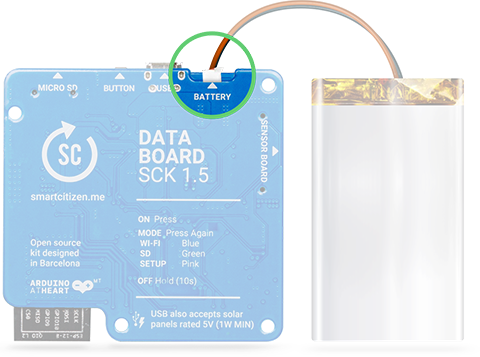 MICRO SD
BUTTON
USB
BATTERY
SENSOR BOARD
SC
smartcitizen.me
DATA
BOARD
SCK 1.5
ON Press
MODE Press Again
WI-FI Blue
SD Green
SETUP Pink
OFF Hold (10s)
Open source
kit designed
in Barcelona
ARDUINO
ATHEART
USB also accepts solar
panels rated 5V (1W MIN)